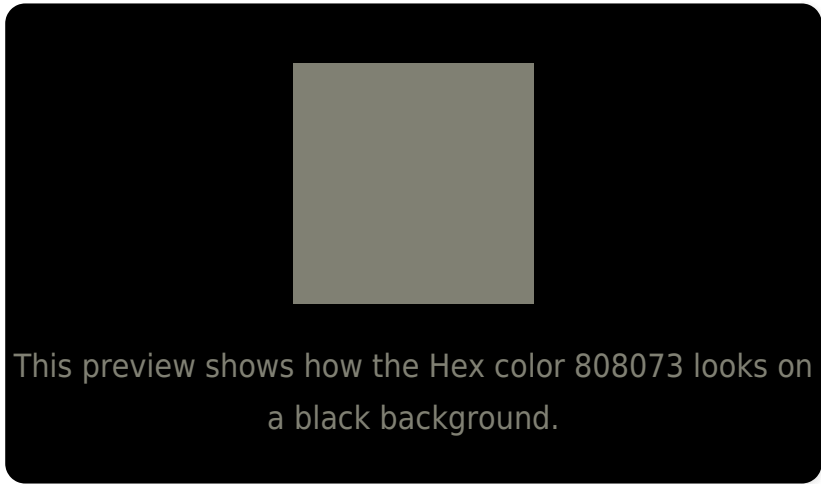 This preview shows how the Hex color 808073 looks on
a black background.